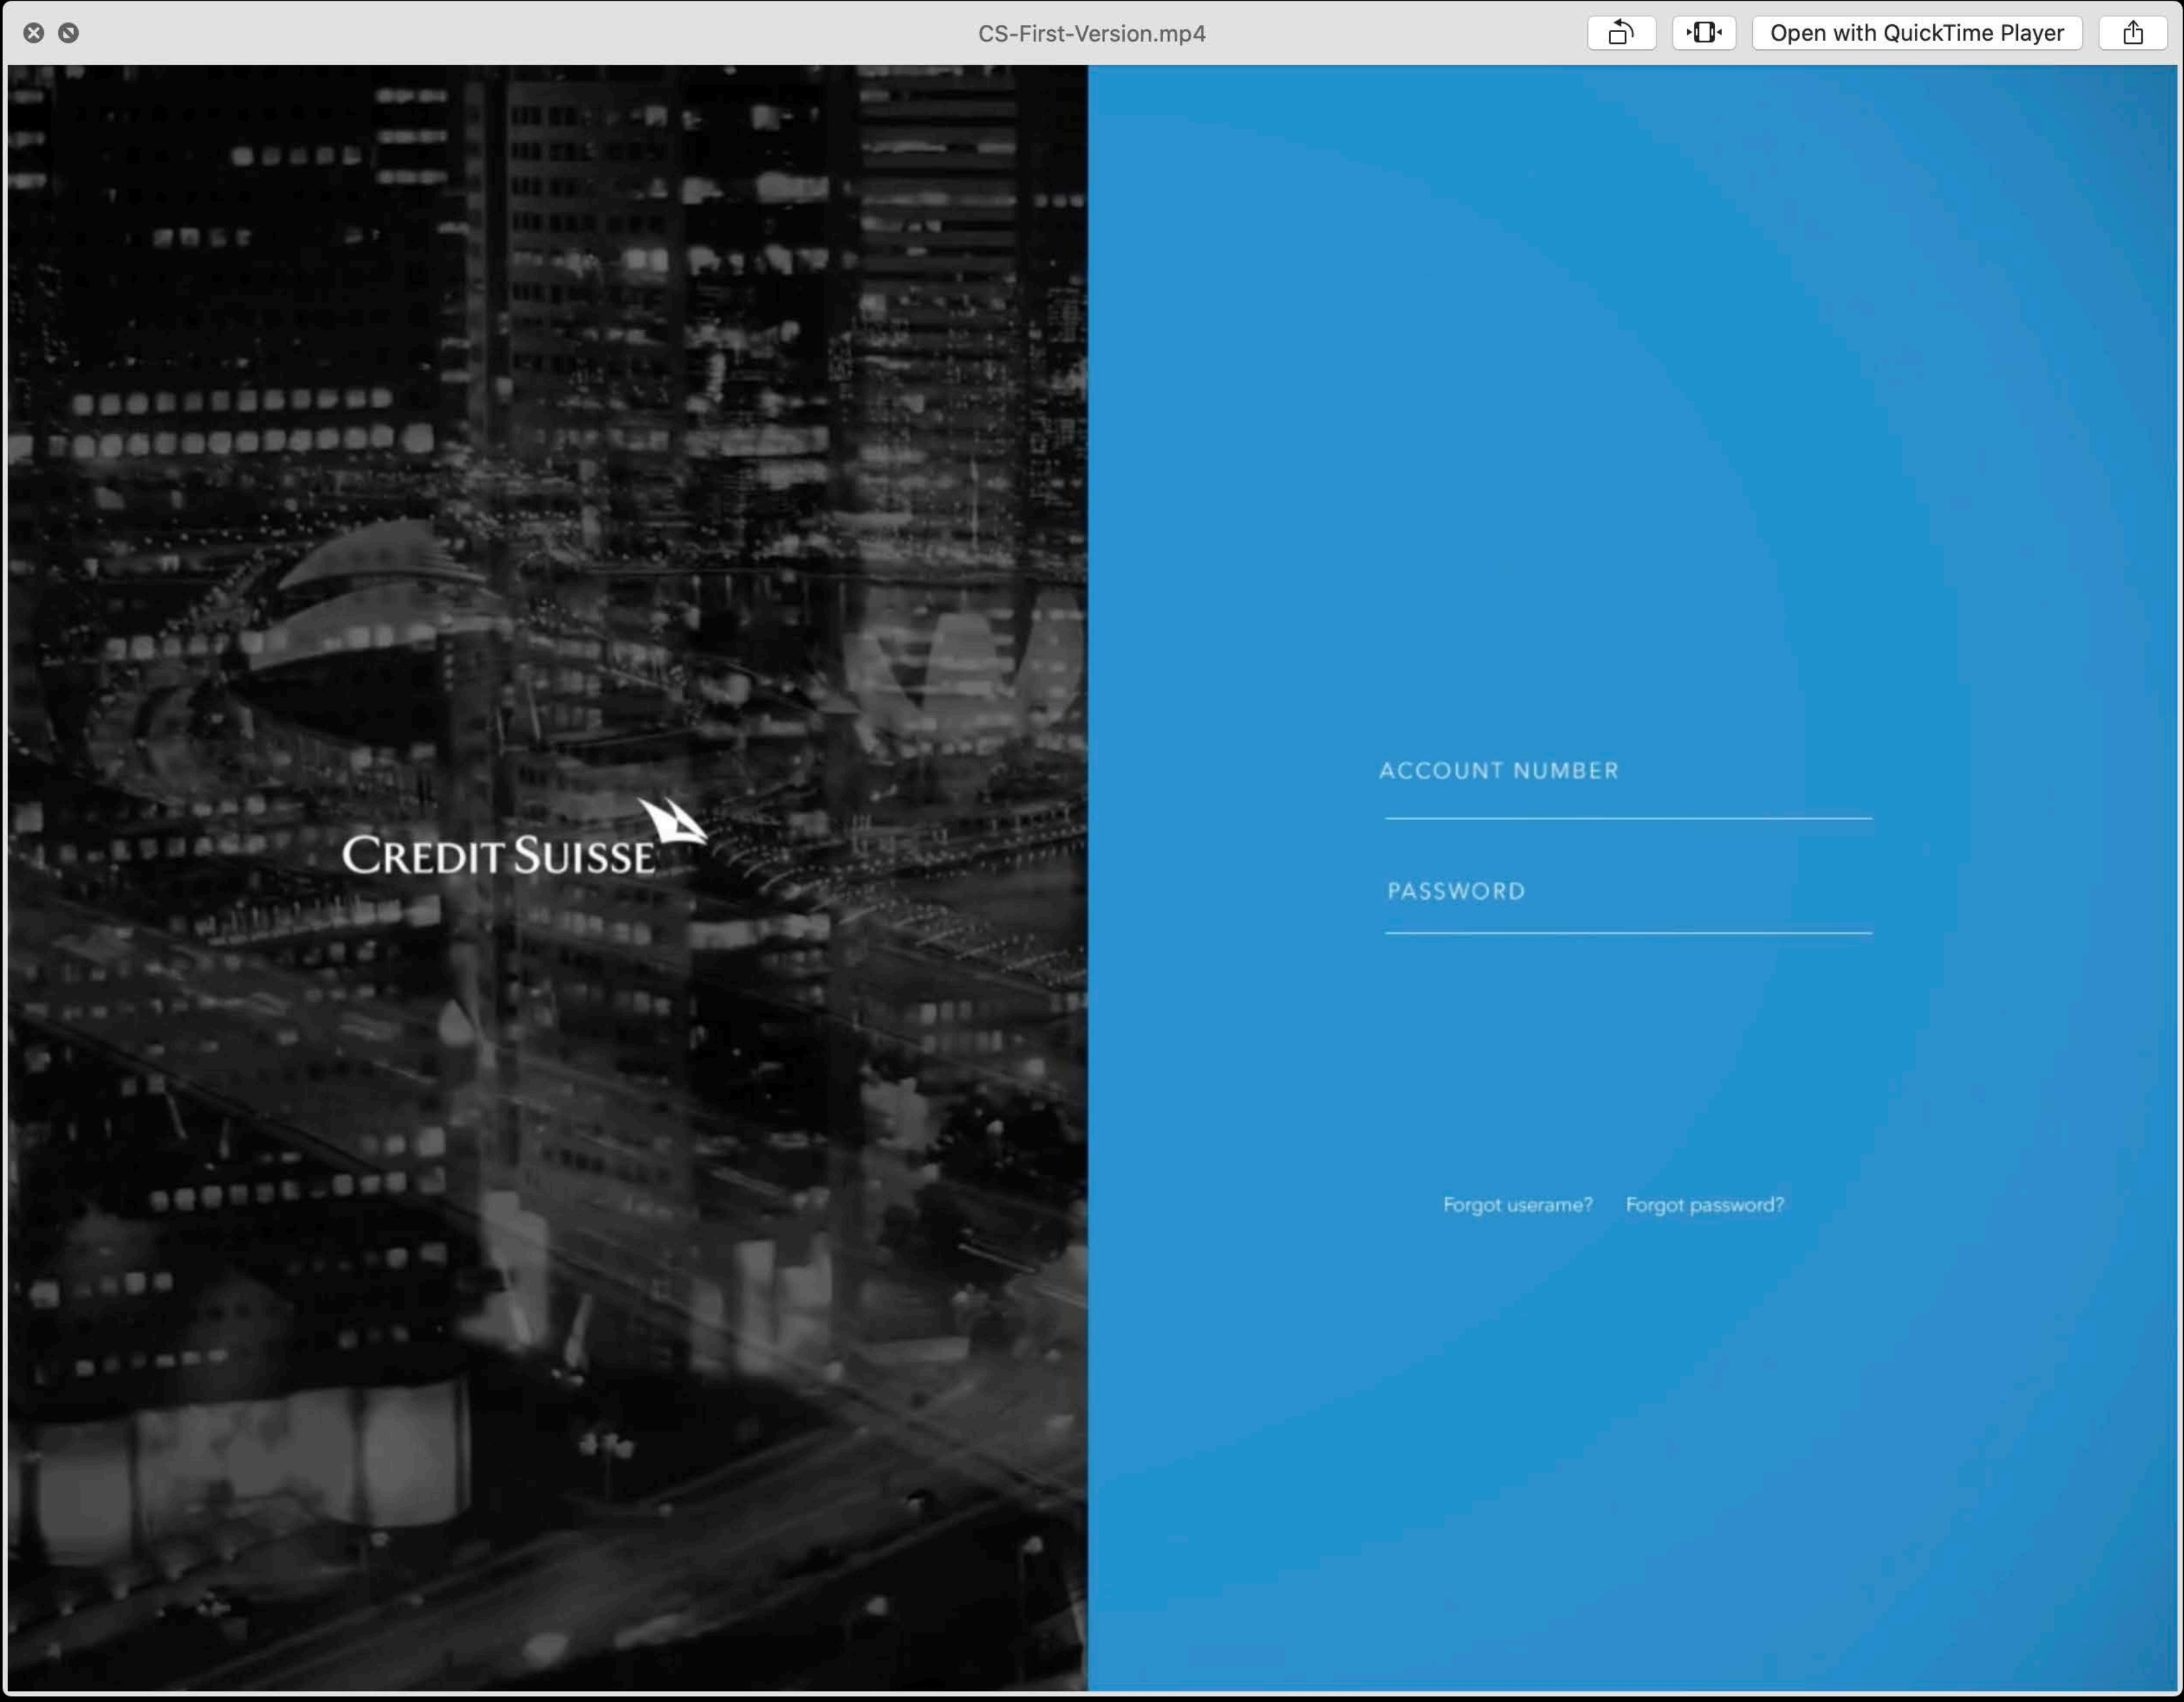 CS-First-Version.mp4
Open with QuickTime Player
CREDIT SUISSE
ACCOUNT NUMBER
PASSWORD
Forgot userame? Forgot password?